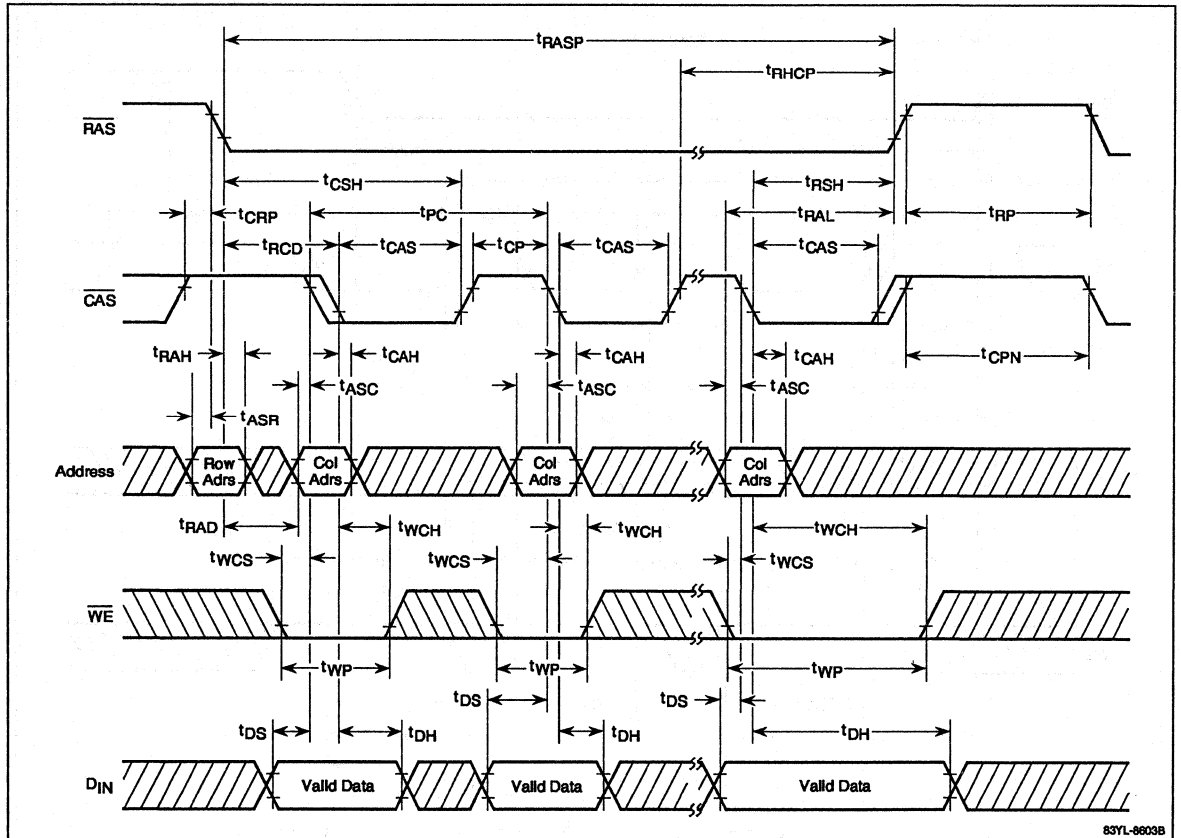 tRASP
tRHCP
RAS
tCSH
tRSH
tCRP
tPC
tRAL
tRP
tRCD
tCAS
tCP
tCAS
tCAS
CAS
tRAH
tCAH
tCAH
tCAH
tCPN
tASC
tASC
tASC
tASR
Address
Row Adrs
Col Adrs
Col Adrs
Col Adrs
tRAD
tWCH
tWCH
tWCH
tWCS
tWCS
tWCS
WE
tWP
tWP
tWP
tDS
tDS
tDS
tDH
tDH
tDH
DIN
Valid Data
Valid Data
Valid Data
83YL-8603B